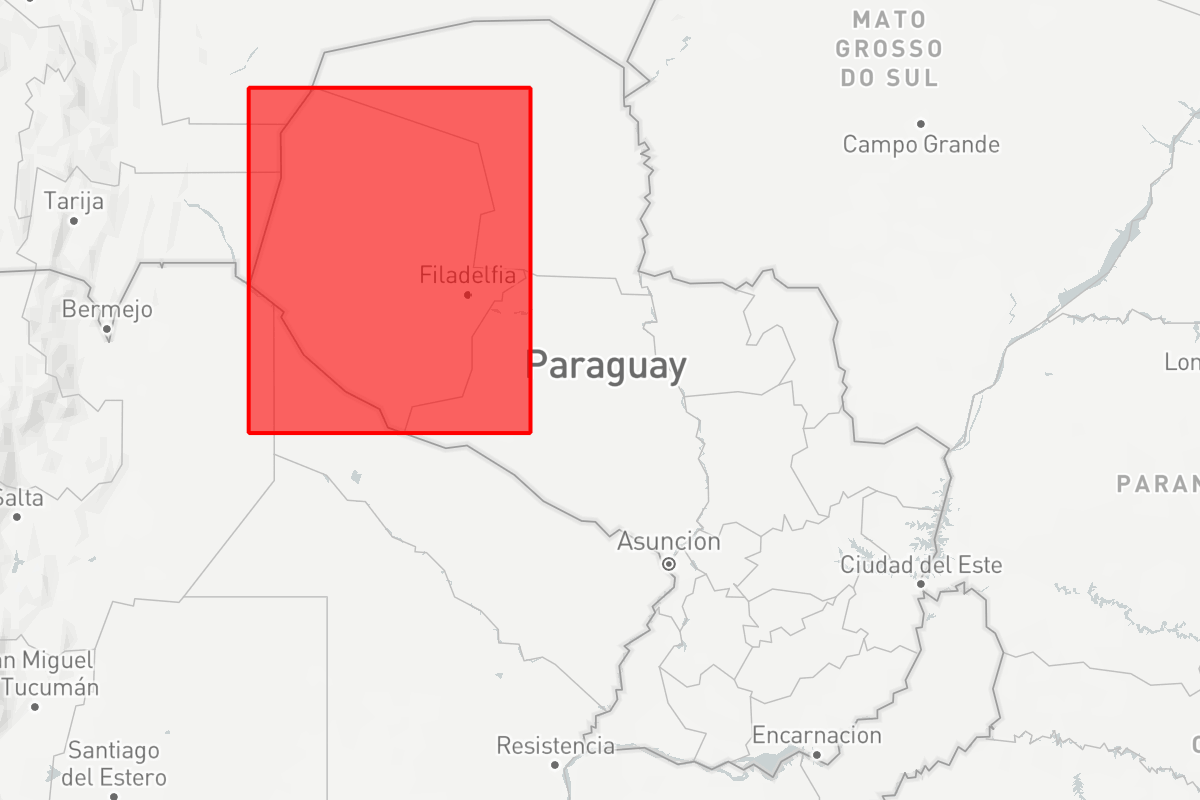 MATO
GROSSO
DO SUL
Campo Grande
Tarija
Filadelfia
Bermejo
Paraguay
Lon
PARAN
Salta
Asuncion
Ciudad del Este
an Miguel
Tucumán
Encarnacion
Resistencia
Santiago
del Estero